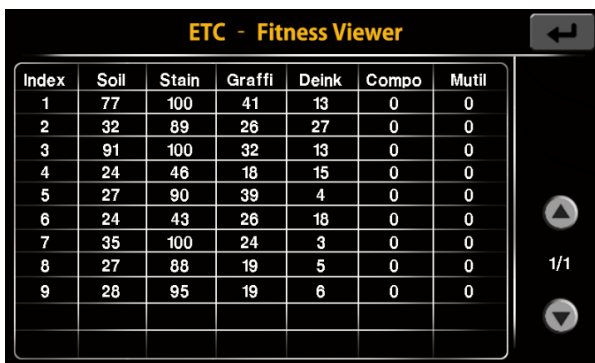 ETC - Fitness Viewer
Index Soil Stain Graffi Deink Compo Mutil
1 77 100 41 13 0 0
2 32 89 26 27 0 0
3 91 100 32 13 0 0
4 24 46 18 15 0 0
5 27 90 39 4 0 0
6 24 43 26 18 0 0
7 35 100 24 3 0 0
8 27 88 19 5 0 0
9 28 95 19 6 0 0
1/1